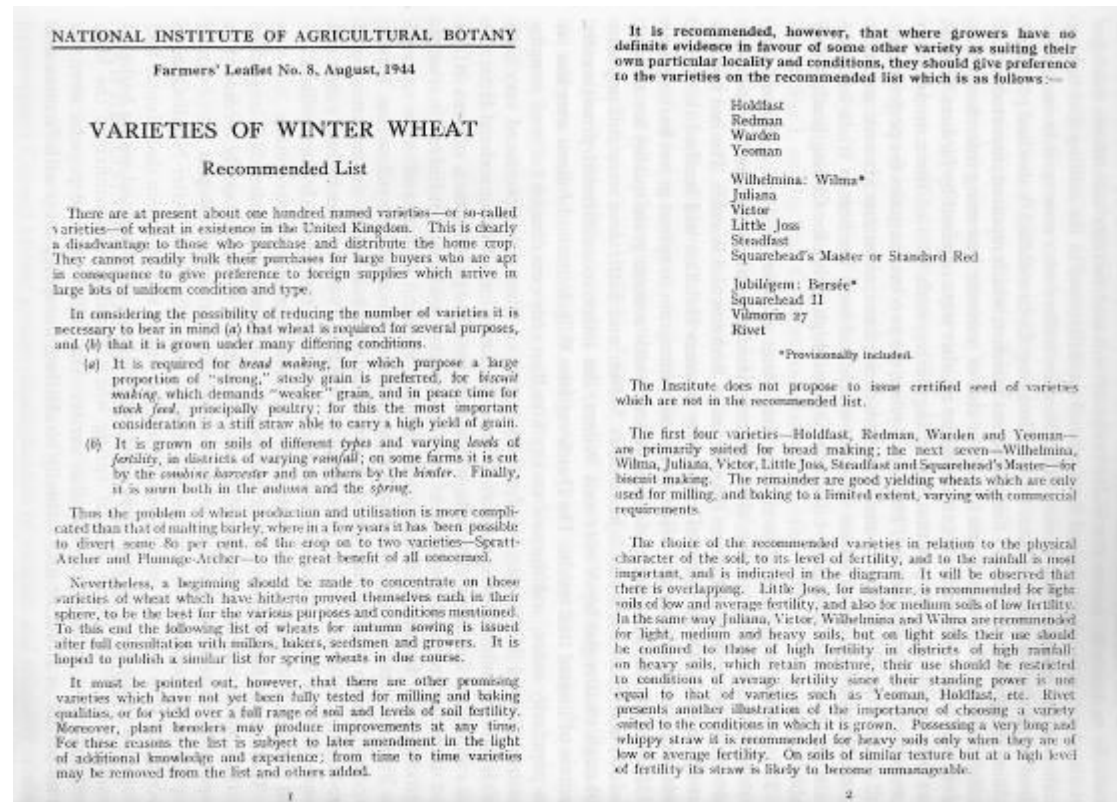 NATIONAL INSTITUTE OF AGRICULTURAL BOTANY
Farmers' Leaflet No. 8, August, 1944
VARIETIES OF WINTER WHEAT
Recommended List
There are at present about one hundred named varieties—or so-called
varieties—of wheat in existence in the United Kingdom. This is clearly
a disadvantage to those who purchase and distribute the home crop.
They cannot readily bulk their purchases for large buyers who are apt
in consequence to give preference to foreign supplies which arrive in
large lots of uniform condition and type.
In considering the possibility of reducing the number of varieties it is
necessary to bear in mind (a) that wheat is required for several purposes,
and (b) that it is grown under many differing conditions.
(a) It is required for bread making, for which purpose a large
proportion of "strong," steely grain is preferred, for biscuit
making, which demands "weaker" grain, and in peace time for
stock feed, principally poultry; for this the most important
consideration is a stiff straw able to carry a high yield of grain.
(b) It is grown on soils of different types and varying levels of
fertility, in districts of varying rainfall; on some farms it is cut
by the combine harvester and on others by the binder. Finally,
it is sown both in the autumn and the spring.
Thus the problem of wheat production and utilisation is more compli-
cated than that of malting barley, where in a few years it has been possible
to divert some 80 per cent. of the crop on to two varieties—Spratt-
Archer and Plumage-Archer—to the great benefit of all concerned.
Nevertheless, a beginning should be made to concentrate on those
varieties of wheat which have hitherto proved themselves each in their
sphere, to be the best for the various purposes and conditions mentioned.
To this end the following list of wheats for autumn sowing is issued
after full consultation with millers, bakers, seedsmen and growers. It is
hoped to publish a similar list for spring wheats in due course.
It must be pointed out, however, that there are other promising
varieties which have not yet been fully tested for milling and baking
qualities, or for yield over a full range of soil and levels of soil fertility.
Moreover, plant breeders may produce improvements at any time.
For these reasons the list is subject to later amendment in the light
of additional knowledge and experience; from time to time varieties
may be removed from the list and others added.
1
It is recommended, however, that where growers have no
definite evidence in favour of some other variety as suiting their
own particular locality and conditions, they should give preference
to the varieties on the recommended list which is as follows:—
Holdfast
Redman
Warden
Yeoman
Wilhelmina: Wilma*
Juliana
Victor
Little Joss
Steadfast
Squarehead's Master or Standard Red
Jubilégem: Bersée*
Squarehead II
Vilmorin 27
Rivet
*Provisionally included.
The Institute does not propose to issue certified seed of varieties
which are not in the recommended list.
The first four varieties—Holdfast, Redman, Warden and Yeoman—
are primarily suited for bread making; the next seven—Wilhelmina,
Wilma, Juliana, Victor, Little Joss, Steadfast and Squarehead's Master—for
biscuit making. The remainder are good yielding wheats which are only
used for milling, and baking to a limited extent, varying with commercial
requirements.
The choice of the recommended varieties in relation to the physical
character of the soil, to its level of fertility, and to the rainfall is most
important, and is indicated in the diagram. It will be observed that
there is overlapping. Little Joss, for instance, is recommended for light
soils of low and average fertility, and also for medium soils of low fertility.
In the same way Juliana, Victor, Wilhelmina and Wilma are recommended
for light, medium and heavy soils, but on light soils their use should
be confined to those of high fertility in districts of high rainfall:
on heavy soils, which retain moisture, their use should be restricted
to conditions of average fertility since their standing power is not
equal to that of varieties such as Yeoman, Holdfast, etc. Rivet
presents another illustration of the importance of choosing a variety
suited to the conditions in which it is grown. Possessing a very long and
whippy straw it is recommended for heavy soils only when they are of
low or average fertility. On soils of similar texture but at a high level
of fertility its straw is likely to become unmanageable.
2